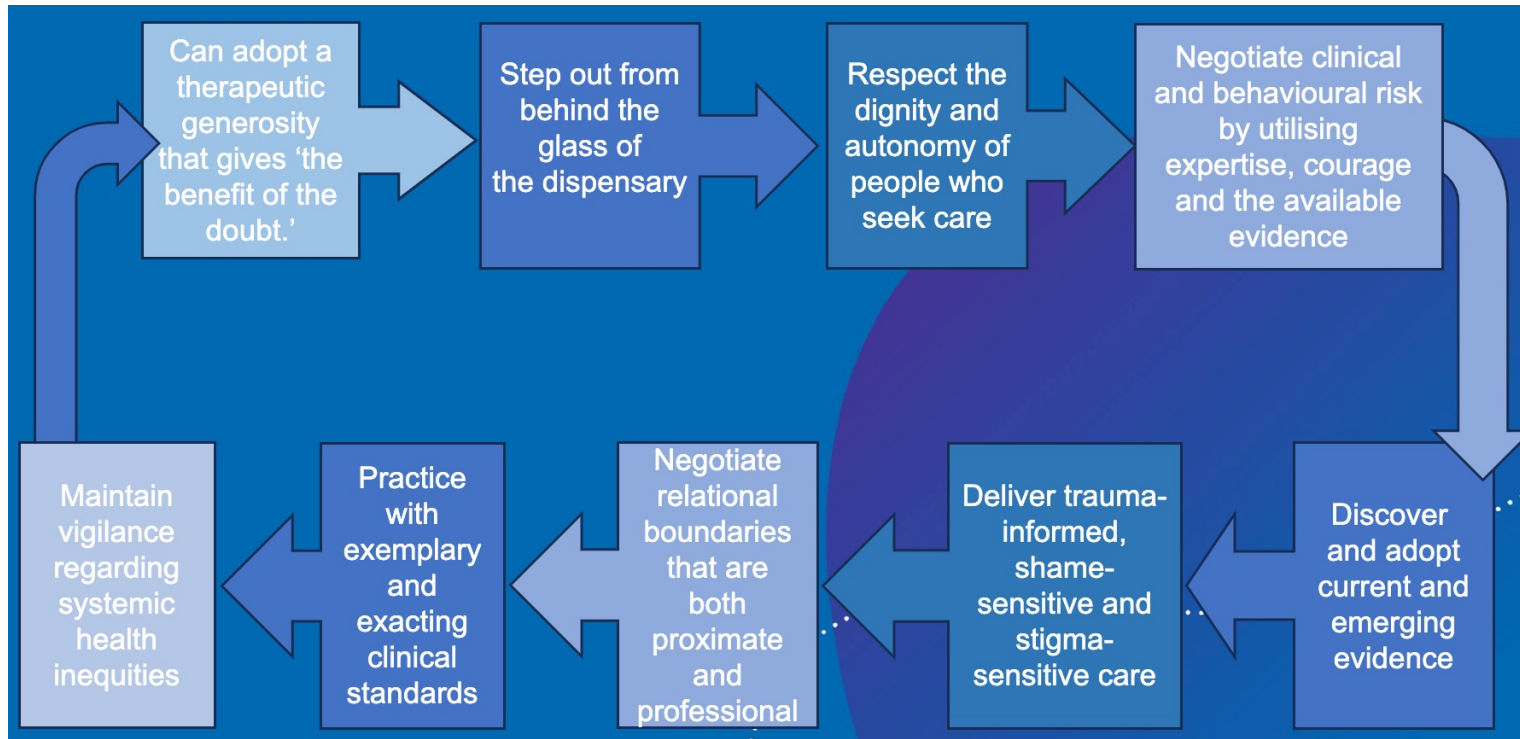 Can adopt a
therapeutic
generosity
that gives ‘the
benefit of the
doubt.’
Step out from
behind the
glass of
the dispensary
Respect the
dignity and
autonomy of
people who
seek care
Negotiate clinical
and behavioural risk
by utilising
expertise, courage
and the available
evidence
Discover
and adopt
current and
emerging
evidence
Deliver trauma-
informed,
shame-
sensitive and
stigma-
sensitive care
Negotiate
relational
boundaries
that are
both
proximate
and
professional
Practice
with
exemplary
and
exacting
clinical
standards
Maintain
vigilance
regarding
systemic
health
inequities